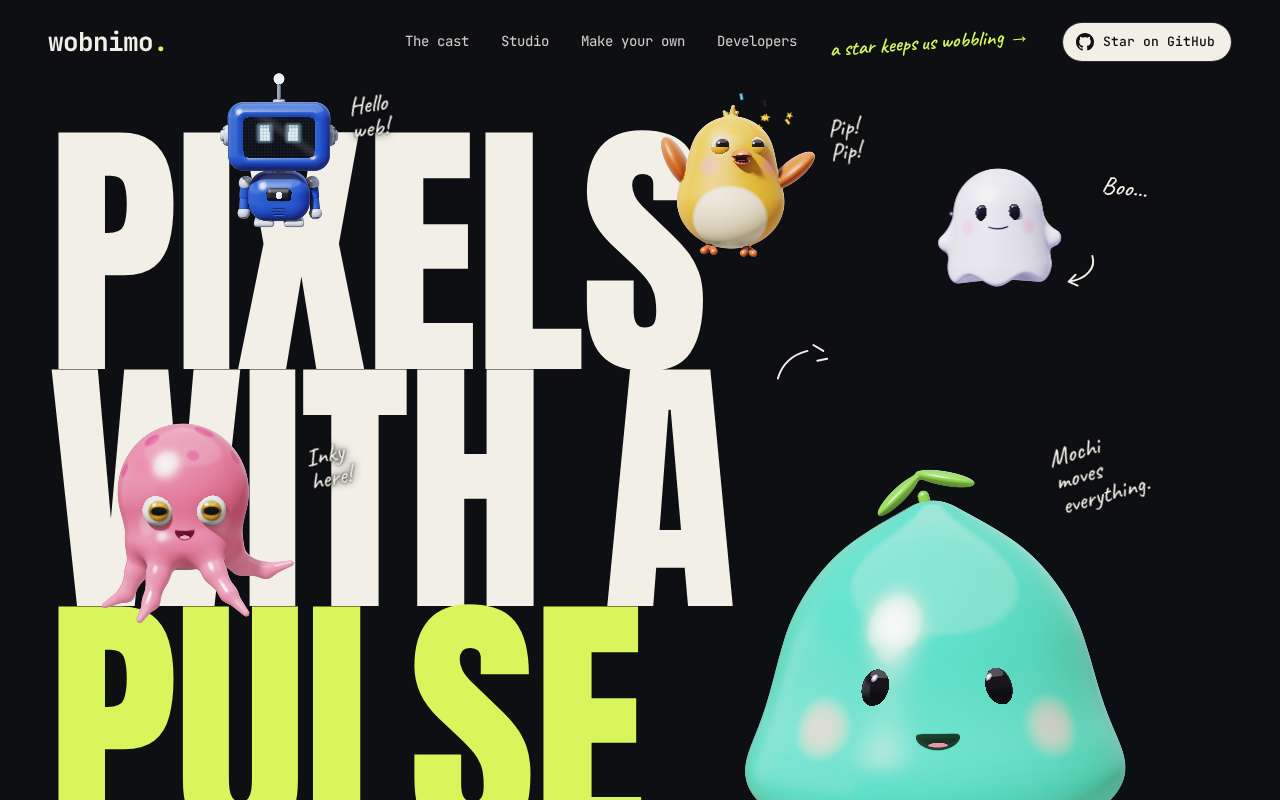 wobnimo.
The cast
Studio
Make your own
Developers
a star keeps us wobbling →
Star on GitHub
Hello
web!
Pip!
Pip!
Boo...
PIXELS
WITH A
PULSE
Inky
here!
Mochi
moves
everything.